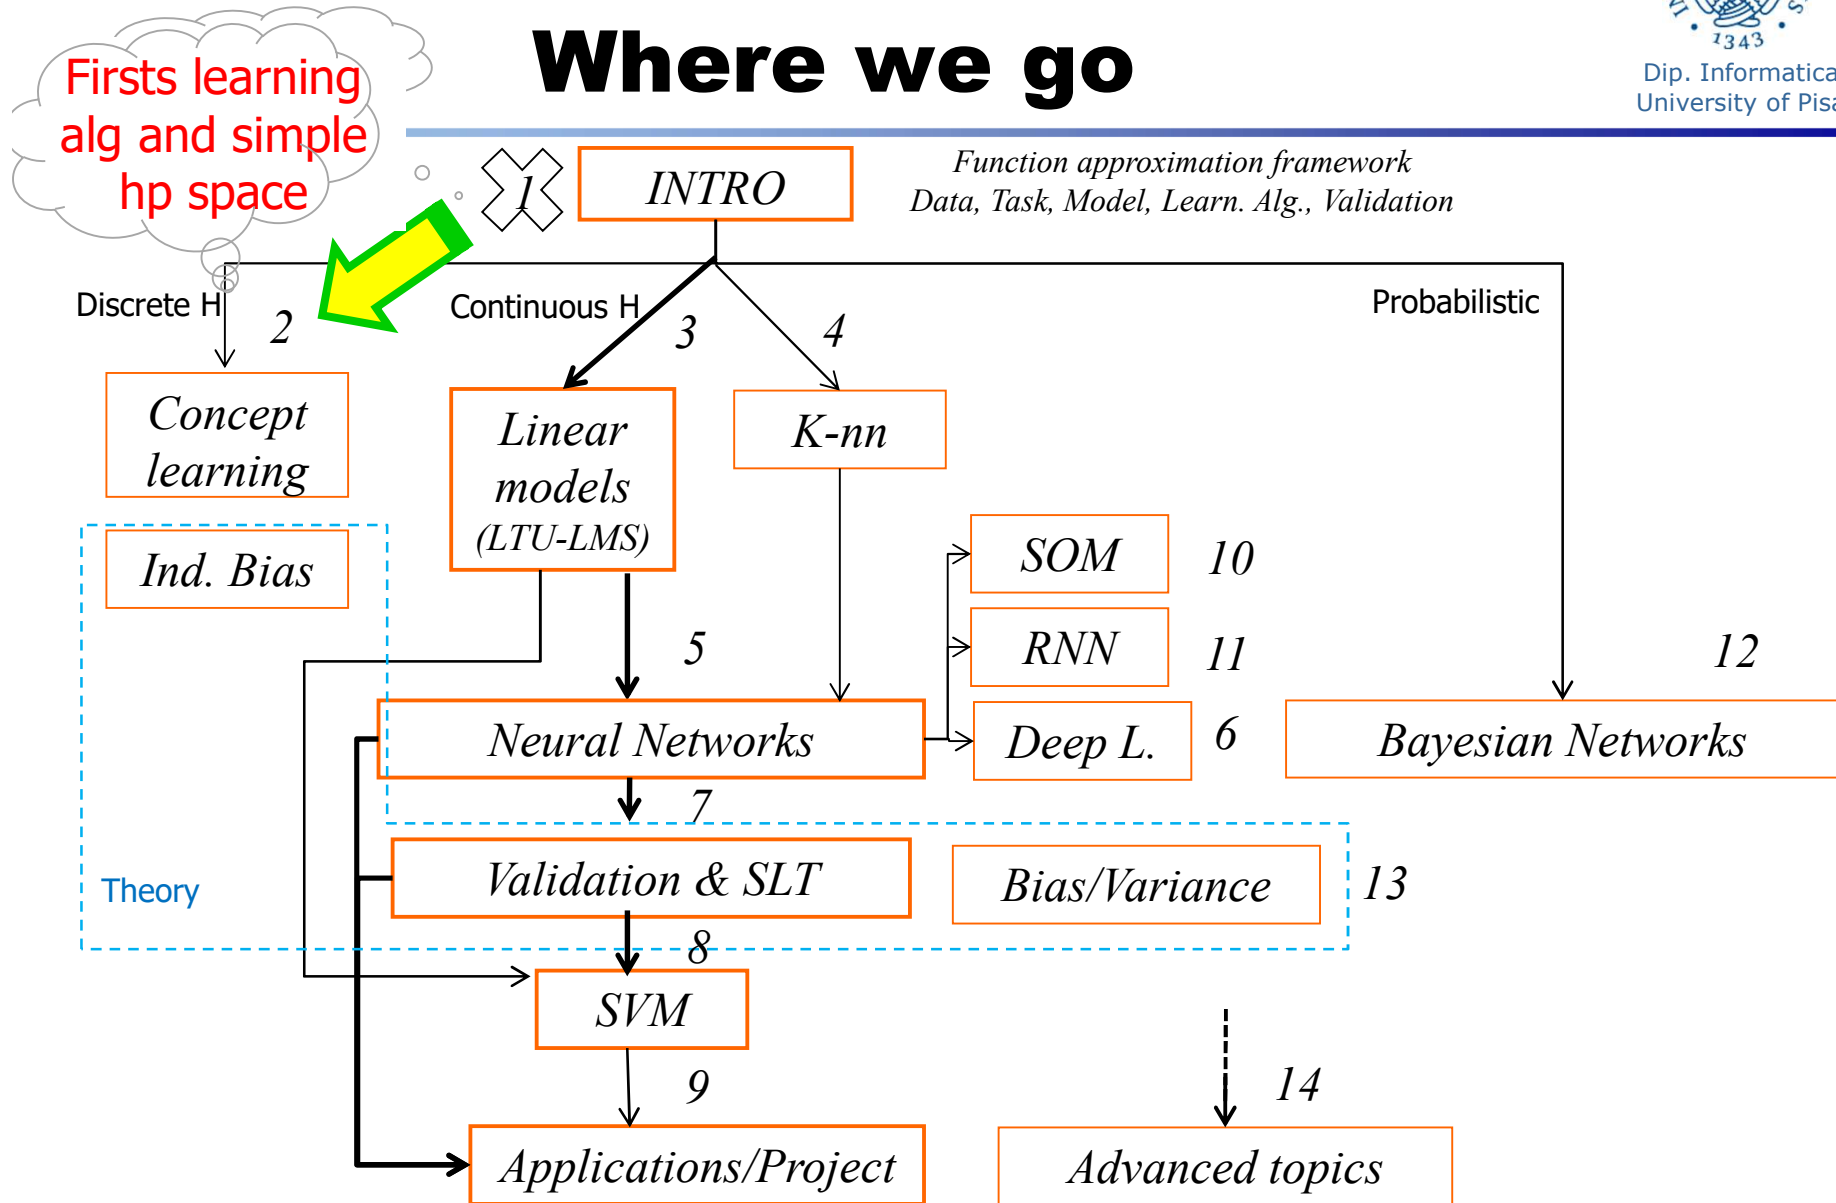 Where we go
1343
Dip. Informatica
University of Pisa
Firsts learning
alg and simple
hp space
1
INTRO
Function approximation framework
Data, Task, Model, Learn. Alg., Validation
Discrete H
2
Continuous H
3
4
Probabilistic
Concept
learning
Linear
models
(LTU-LMS)
K-nn
Ind. Bias
SOM
10
5
RNN
11
12
Neural Networks
Deep L.
6
Bayesian Networks
7
Theory
Validation & SLT
Bias/Variance
13
8
SVM
9
14
Applications/Project
Advanced topics